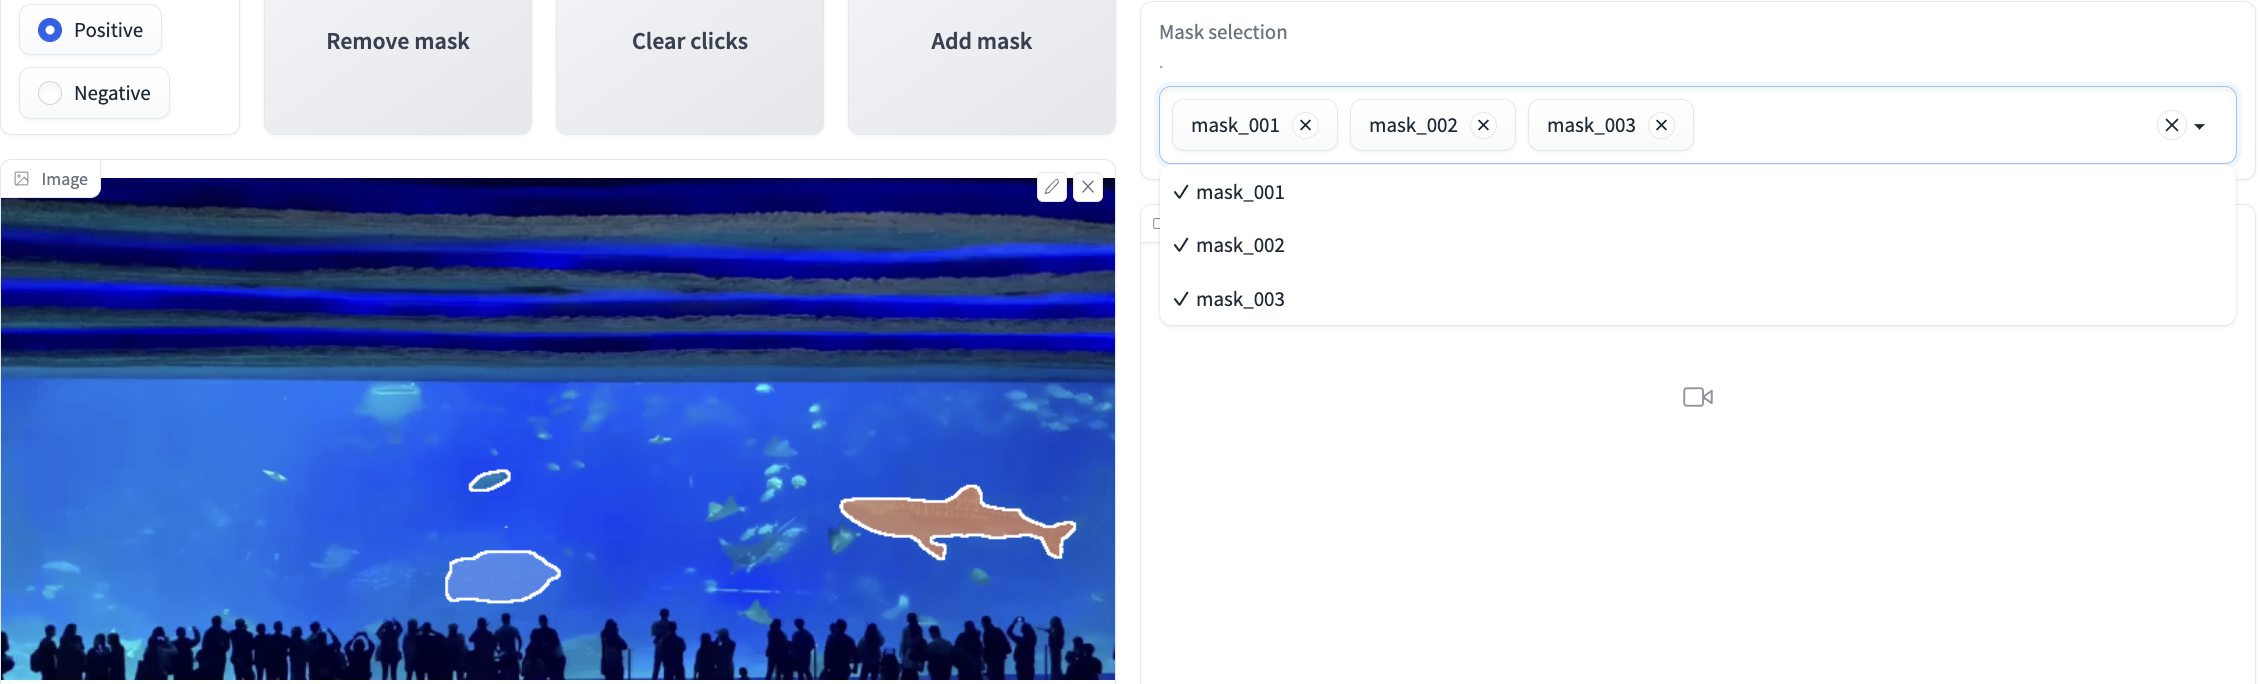 Positive
Negative
Remove mask
Clear clicks
Add mask
Image
Mask selection
.
mask_001
mask_002
mask_003
mask_001
mask_002
mask_003